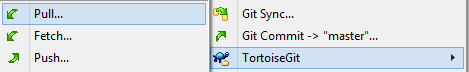 Pull...
Fetch...
Push...
Git Sync...
Git Commit -> "master"...
TortoiseGit